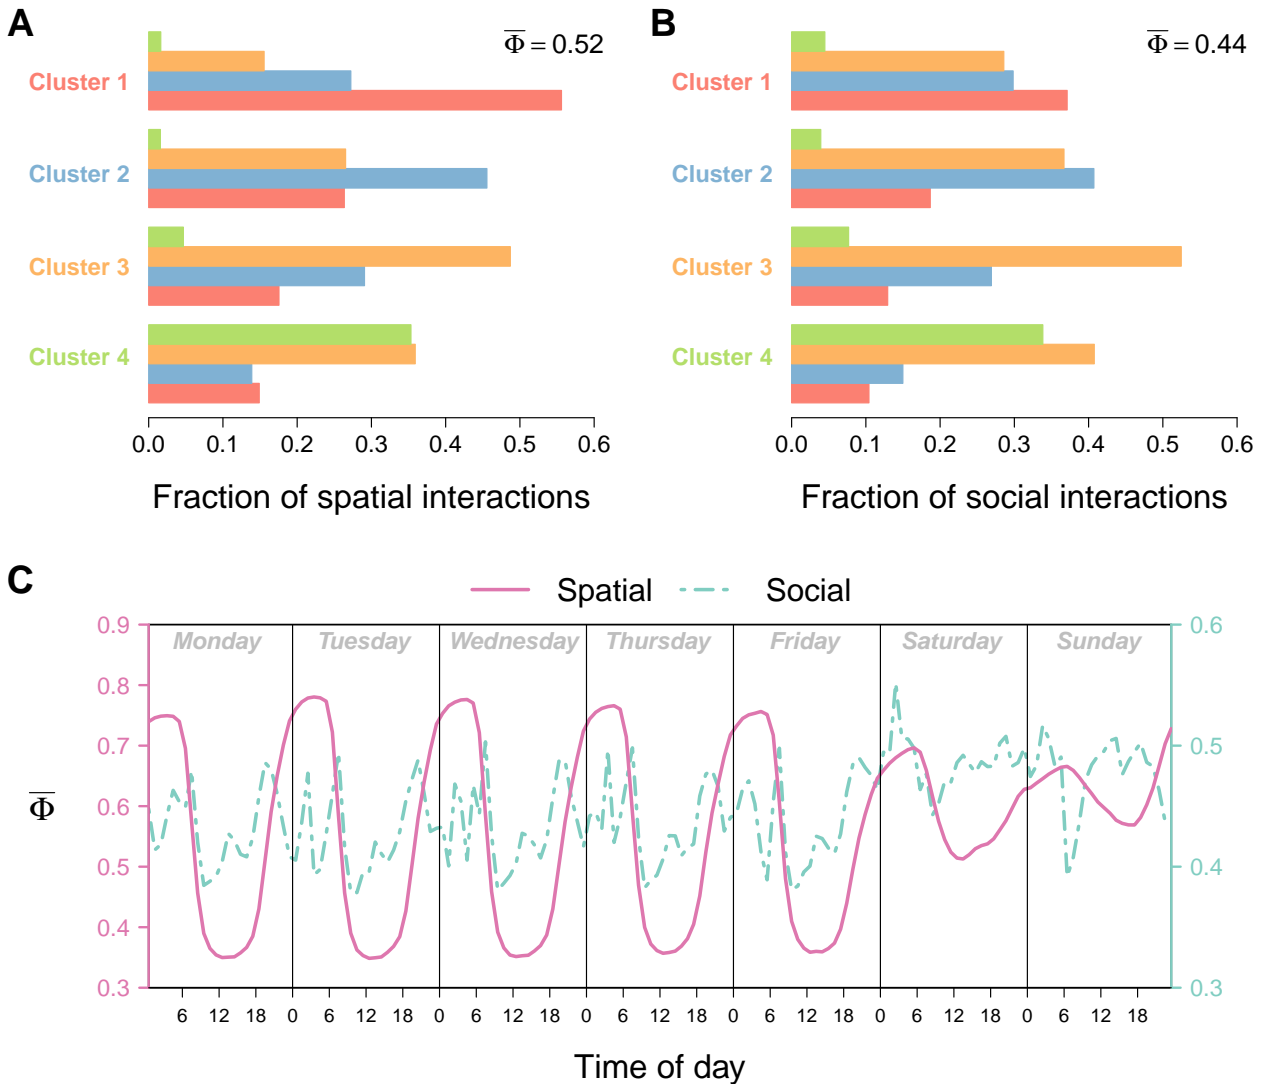 A
Φ = 0.52
Cluster 1
Cluster 2
Cluster 3
Cluster 4
0.0 0.1 0.2 0.3 0.4 0.5 0.6
Fraction of spatial interactions
B
Φ = 0.44
Cluster 1
Cluster 2
Cluster 3
Cluster 4
0.0 0.1 0.2 0.3 0.4 0.5 0.6
Fraction of social interactions
C
Spatial Social
Monday Tuesday Wednesday Thursday Friday Saturday Sunday
0.9
0.8
0.7
0.6
0.5
0.4
0.3
Φ
0.6
0.5
0.4
0.3
6 12 18 0 6 12 18 0 6 12 18 0 6 12 18 0 6 12 18 0 6 12 18 0 6 12 18
Time of day